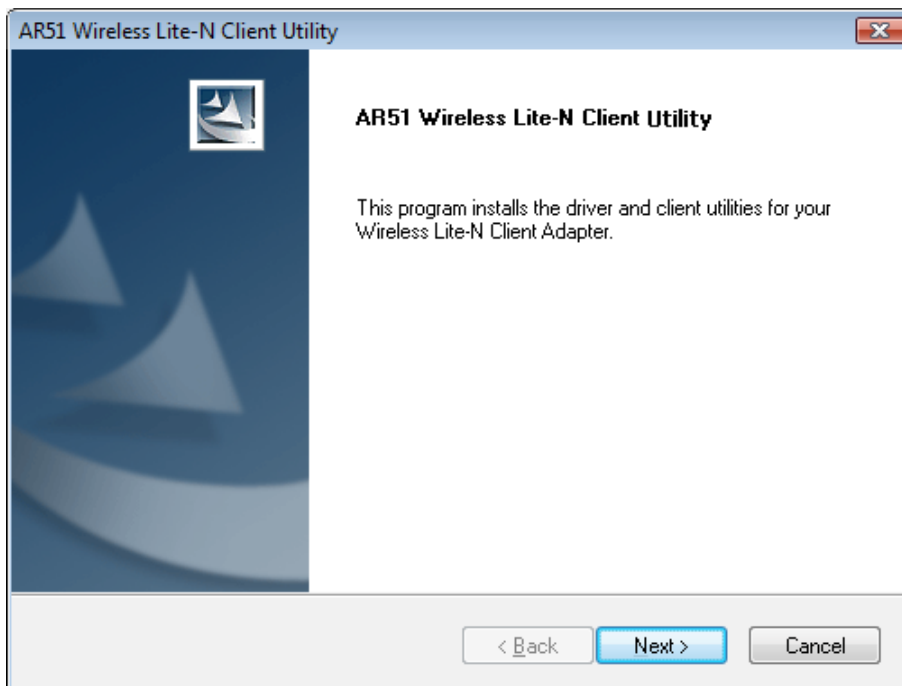 AR51 Wireless Lite-N Client Utility
AR51 Wireless Lite-N Client Utility
This program installs the driver and client utilities for your
Wireless Lite-N Client Adapter.
< Back
Next >
Cancel